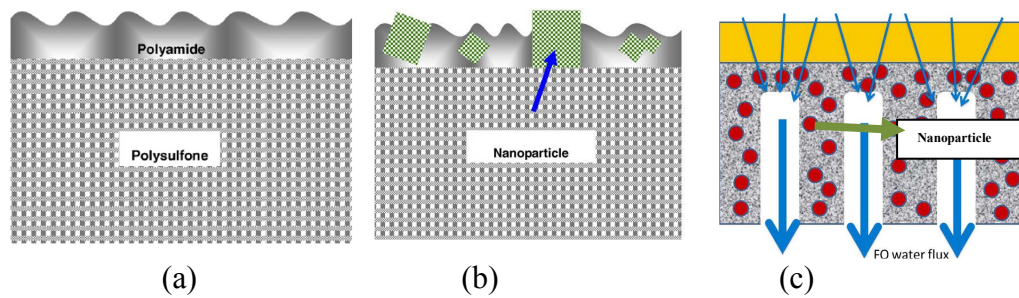 Polyamide
Polysulfone
Nanoparticle
Nanoparticle
FO water flux
(a)
(b)
(c)